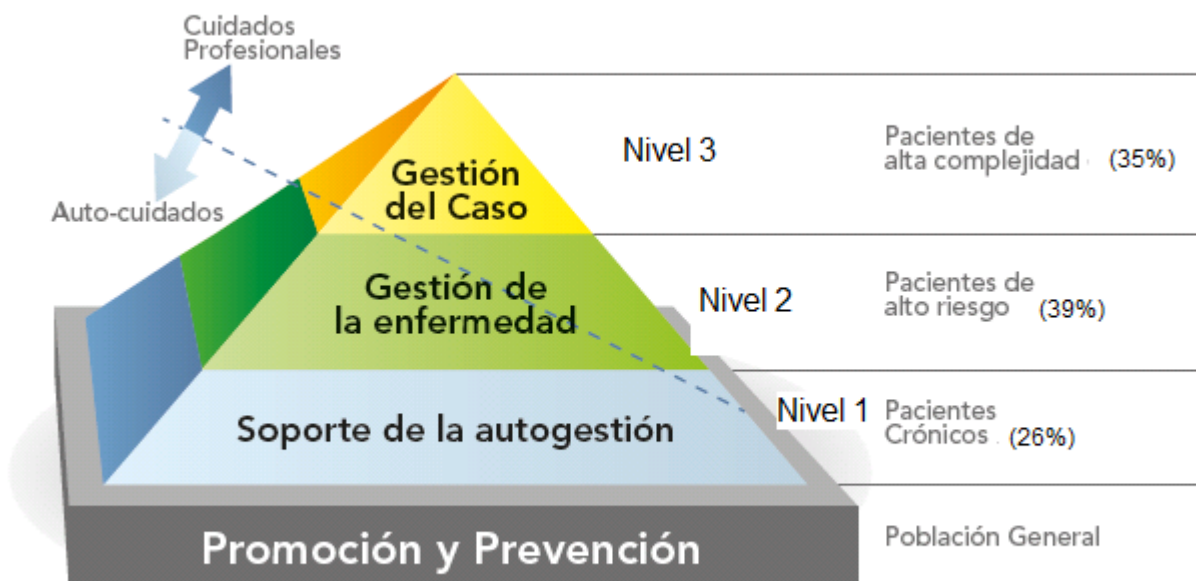 Cuidados
Profesionales
Auto-cuidados
Gestión
del Caso
Nivel 3
Pacientes de
alta complejidad (35%)
Gestión de
la enfermedad
Nivel 2
Pacientes de
alto riesgo (39%)
Soporte de la autogestión
Nivel 1
Pacientes
Crónicos (26%)
Promoción y Prevención
Población General